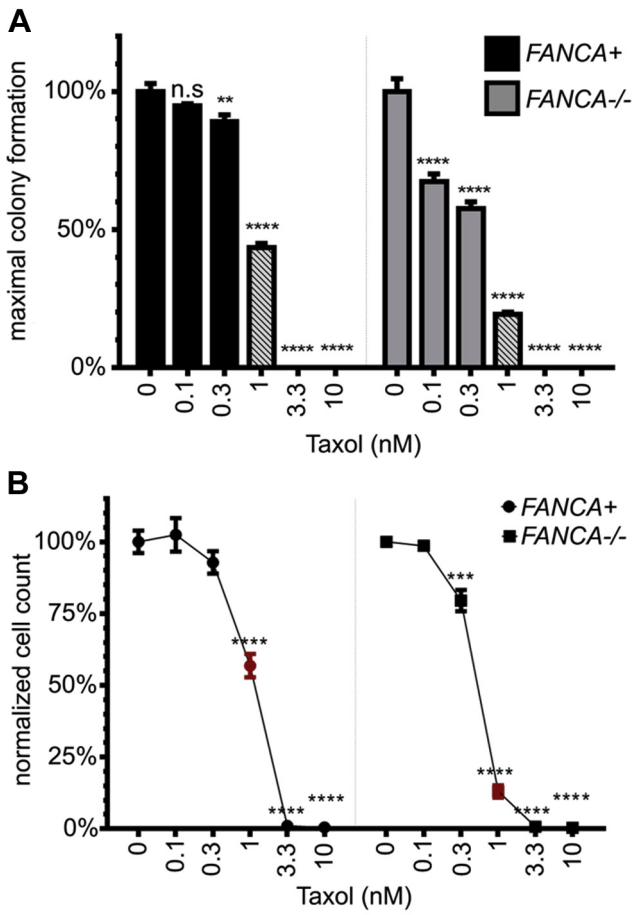 A
maximal colony formation
100%
50%
0%
n.s
**
****
**** ****
****
****
****
**** ****
FANCA+
FANCA-/-
0 0.1 0.3 1 3.3 10
0 0.1 0.3 1 3.3 10
Taxol (nM)
B
normalized cell count
100%
75%
50%
25%
0%
****
****
****
***
****
****
****
FANCA+
FANCA-/-
0 0.1 0.3 1 3.3 10
0 0.1 0.3 1 3.3 10
Taxol (nM)